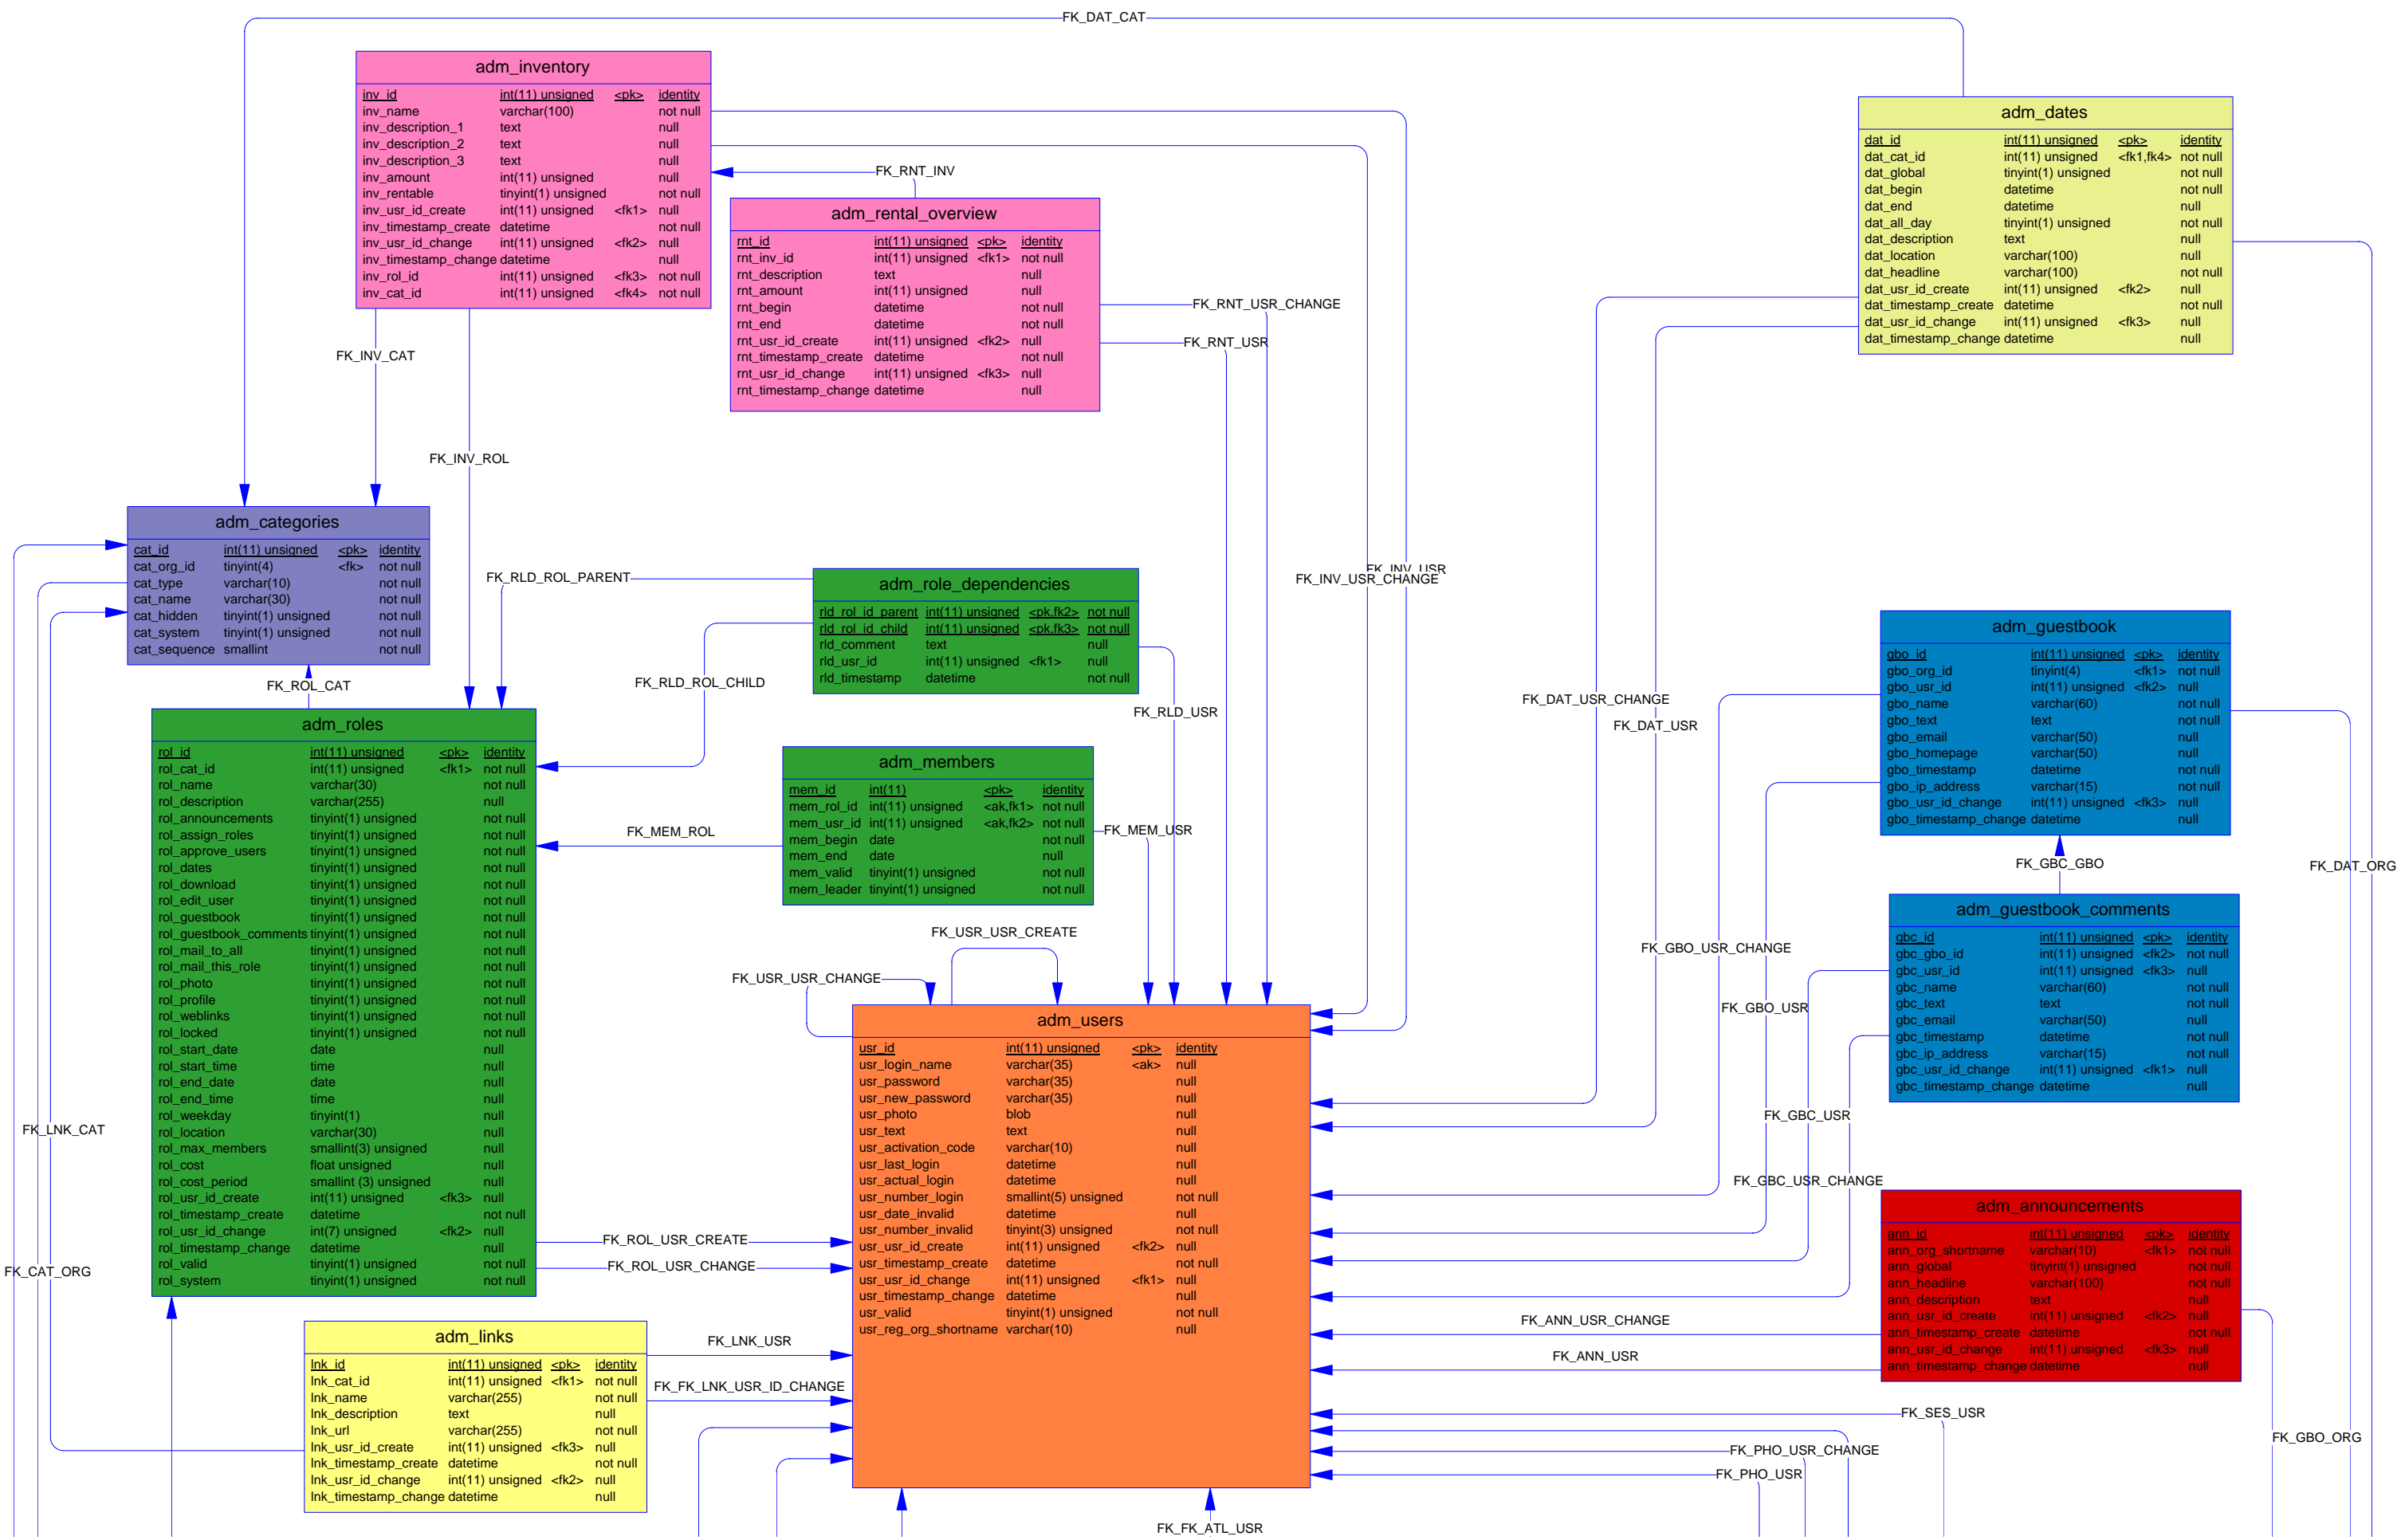 FK_DAT_CAT
adm_inventory
inv_id int(11) unsigned <pk> identity
inv_name varchar(100) not null
inv_description_1 text null
inv_description_2 text null
inv_description_3 text null
inv_amount int(11) unsigned null
inv_rentable tinyint(1) unsigned not null
inv_usr_id_create int(11) unsigned <fk1> null
inv_timestamp_create datetime not null
inv_usr_id_change int(11) unsigned <fk2> null
inv_timestamp_change datetime null
inv_rol_id int(11) unsigned <fk3> not null
inv_cat_id int(11) unsigned <fk4> not null
FK_RNT_INV
adm_rental_overview
rnt_id int(11) unsigned <pk> identity
rnt_inv_id int(11) unsigned <fk1> not null
rnt_description text null
rnt_amount int(11) unsigned null
rnt_begin datetime not null
rnt_end datetime not null
rnt_usr_id_create int(11) unsigned <fk2> null
rnt_timestamp_create datetime not null
rnt_usr_id_change int(11) unsigned <fk3> null
rnt_timestamp_change datetime null
FK_RNT_USR_CHANGE
FK_RNT_USR
adm_dates
dat_id int(11) unsigned <pk> identity
dat_cat_id int(11) unsigned <fk1,fk4> not null
dat_global tinyint(1) unsigned not null
dat_begin datetime not null
dat_end datetime null
dat_all_day tinyint(1) unsigned not null
dat_description text null
dat_location varchar(100) null
dat_headline varchar(100) not null
dat_usr_id_create int(11) unsigned <fk2> null
dat_timestamp_create datetime not null
dat_usr_id_change int(11) unsigned <fk3> null
dat_timestamp_change datetime null
FK_INV_CAT
FK_INV_ROL
adm_categories
cat_id int(11) unsigned <pk> identity
cat_org_id tinyint(4) <fk> not null
cat_type varchar(10) not null
cat_name varchar(30) not null
cat_hidden tinyint(1) unsigned not null
cat_system tinyint(1) unsigned not null
cat_sequence smallint not null
FK_RLD_ROL_PARENT
adm_role_dependencies
rld_rol_id_parent int(11) unsigned <pk,fk2> not null
rld_rol_id_child int(11) unsigned <pk,fk3> not null
rld_comment text null
rld_usr_id int(11) unsigned <fk1> null
rld_timestamp datetime not null
FK_INV_USR
FK_INV_USR_CHANGE
FK_ROL_CAT
FK_RLD_ROL_CHILD
FK_RLD_USR
FK_DAT_USR_CHANGE
FK_DAT_USR
adm_guestbook
gbo_id int(11) unsigned <pk> identity
gbo_org_id tinyint(4) <fk1> not null
gbo_usr_id int(11) unsigned <fk2> null
gbo_name varchar(60) not null
gbo_text text not null
gbo_email varchar(50) null
gbo_homepage varchar(50) null
gbo_timestamp datetime not null
gbo_ip_address varchar(15) not null
gbo_usr_id_change int(11) unsigned <fk3> null
gbo_timestamp_change datetime null
adm_roles
rol_id int(11) unsigned <pk> identity
rol_cat_id int(11) unsigned <fk1> not null
rol_name varchar(30) not null
rol_description varchar(255) null
rol_announcements tinyint(1) unsigned not null
rol_assign_roles tinyint(1) unsigned not null
rol_approve_users tinyint(1) unsigned not null
rol_dates tinyint(1) unsigned not null
rol_download tinyint(1) unsigned not null
rol_edit_user tinyint(1) unsigned not null
rol_guestbook tinyint(1) unsigned not null
rol_guestbook_comments tinyint(1) unsigned not null
rol_mail_to_all tinyint(1) unsigned not null
rol_mail_this_role tinyint(1) unsigned not null
rol_photo tinyint(1) unsigned not null
rol_profile tinyint(1) unsigned not null
rol_weblinks tinyint(1) unsigned not null
rol_locked tinyint(1) unsigned not null
rol_start_date date null
rol_start_time time null
rol_end_date date null
rol_end_time time null
rol_weekday tinyint(1) null
rol_location varchar(30) null
rol_max_members smallint(3) unsigned null
rol_cost float unsigned null
rol_cost_period smallint (3) unsigned null
rol_usr_id_create int(11) unsigned <fk3> null
rol_timestamp_create datetime not null
rol_usr_id_change int(7) unsigned <fk2> null
rol_timestamp_change datetime null
rol_valid tinyint(1) unsigned not null
rol_system tinyint(1) unsigned not null
adm_members
mem_id int(11) <pk> identity
mem_rol_id int(11) unsigned <ak,fk1> not null
mem_usr_id int(11) unsigned <ak,fk2> not null
mem_begin date not null
mem_end date null
mem_valid tinyint(1) unsigned not null
mem_leader tinyint(1) unsigned not null
FK_MEM_ROL
FK_MEM_USR
FK_GBC_GBO
FK_DAT_ORG
adm_guestbook_comments
gbc_id int(11) unsigned <pk> identity
gbc_gbo_id int(11) unsigned <fk2> not null
gbc_usr_id int(11) unsigned <fk3> null
gbc_name varchar(60) not null
gbc_text text not null
gbc_email varchar(50) null
gbc_timestamp datetime not null
gbc_ip_address varchar(15) not null
gbc_usr_id_change int(11) unsigned <fk1> null
gbc_timestamp_change datetime null
FK_USR_USR_CREATE
FK_USR_USR_CHANGE
FK_GBO_USR_CHANGE
FK_GBO_USR
adm_users
usr_id int(11) unsigned <pk> identity
usr_login_name varchar(35) <ak> null
usr_password varchar(35) null
usr_new_password varchar(35) null
usr_photo blob null
usr_text text null
usr_activation_code varchar(10) null
usr_last_login datetime null
usr_actual_login datetime null
usr_number_login smallint(5) unsigned not null
usr_date_invalid datetime null
usr_number_invalid tinyint(3) unsigned not null
usr_usr_id_create int(11) unsigned <fk2> null
usr_timestamp_create datetime not null
usr_usr_id_change int(11) unsigned <fk1> null
usr_timestamp_change datetime null
usr_valid tinyint(1) unsigned not null
usr_reg_org_shortname varchar(10) null
FK_LNK_CAT
FK_GBC_USR
FK_GBC_USR_CHANGE
adm_announcements
ann_id int(11) unsigned <pk> identity
ann_org_shortname varchar(10) <fk1> not null
ann_global tinyint(1) unsigned not null
ann_headline varchar(100) not null
ann_description text null
ann_usr_id_create int(11) unsigned <fk2> null
ann_timestamp_create datetime not null
ann_usr_id_change int(11) unsigned <fk3> null
ann_timestamp_change datetime null
FK_ROL_USR_CREATE
FK_ROL_USR_CHANGE
FK_CAT_ORG
FK_ANN_USR_CHANGE
FK_ANN_USR
adm_links
lnk_id int(11) unsigned <pk> identity
lnk_cat_id int(11) unsigned <fk1> not null
lnk_name varchar(255) not null
lnk_description text null
lnk_url varchar(255) not null
lnk_usr_id_create int(11) unsigned <fk3> null
lnk_timestamp_create datetime not null
lnk_usr_id_change int(11) unsigned <fk2> null
lnk_timestamp_change datetime null
FK_LNK_USR
FK_FK_LNK_USR_ID_CHANGE
FK_SES_USR
FK_GBO_ORG
FK_PHO_USR_CHANGE
FK_PHO_USR
FK_FK_ATL_USR